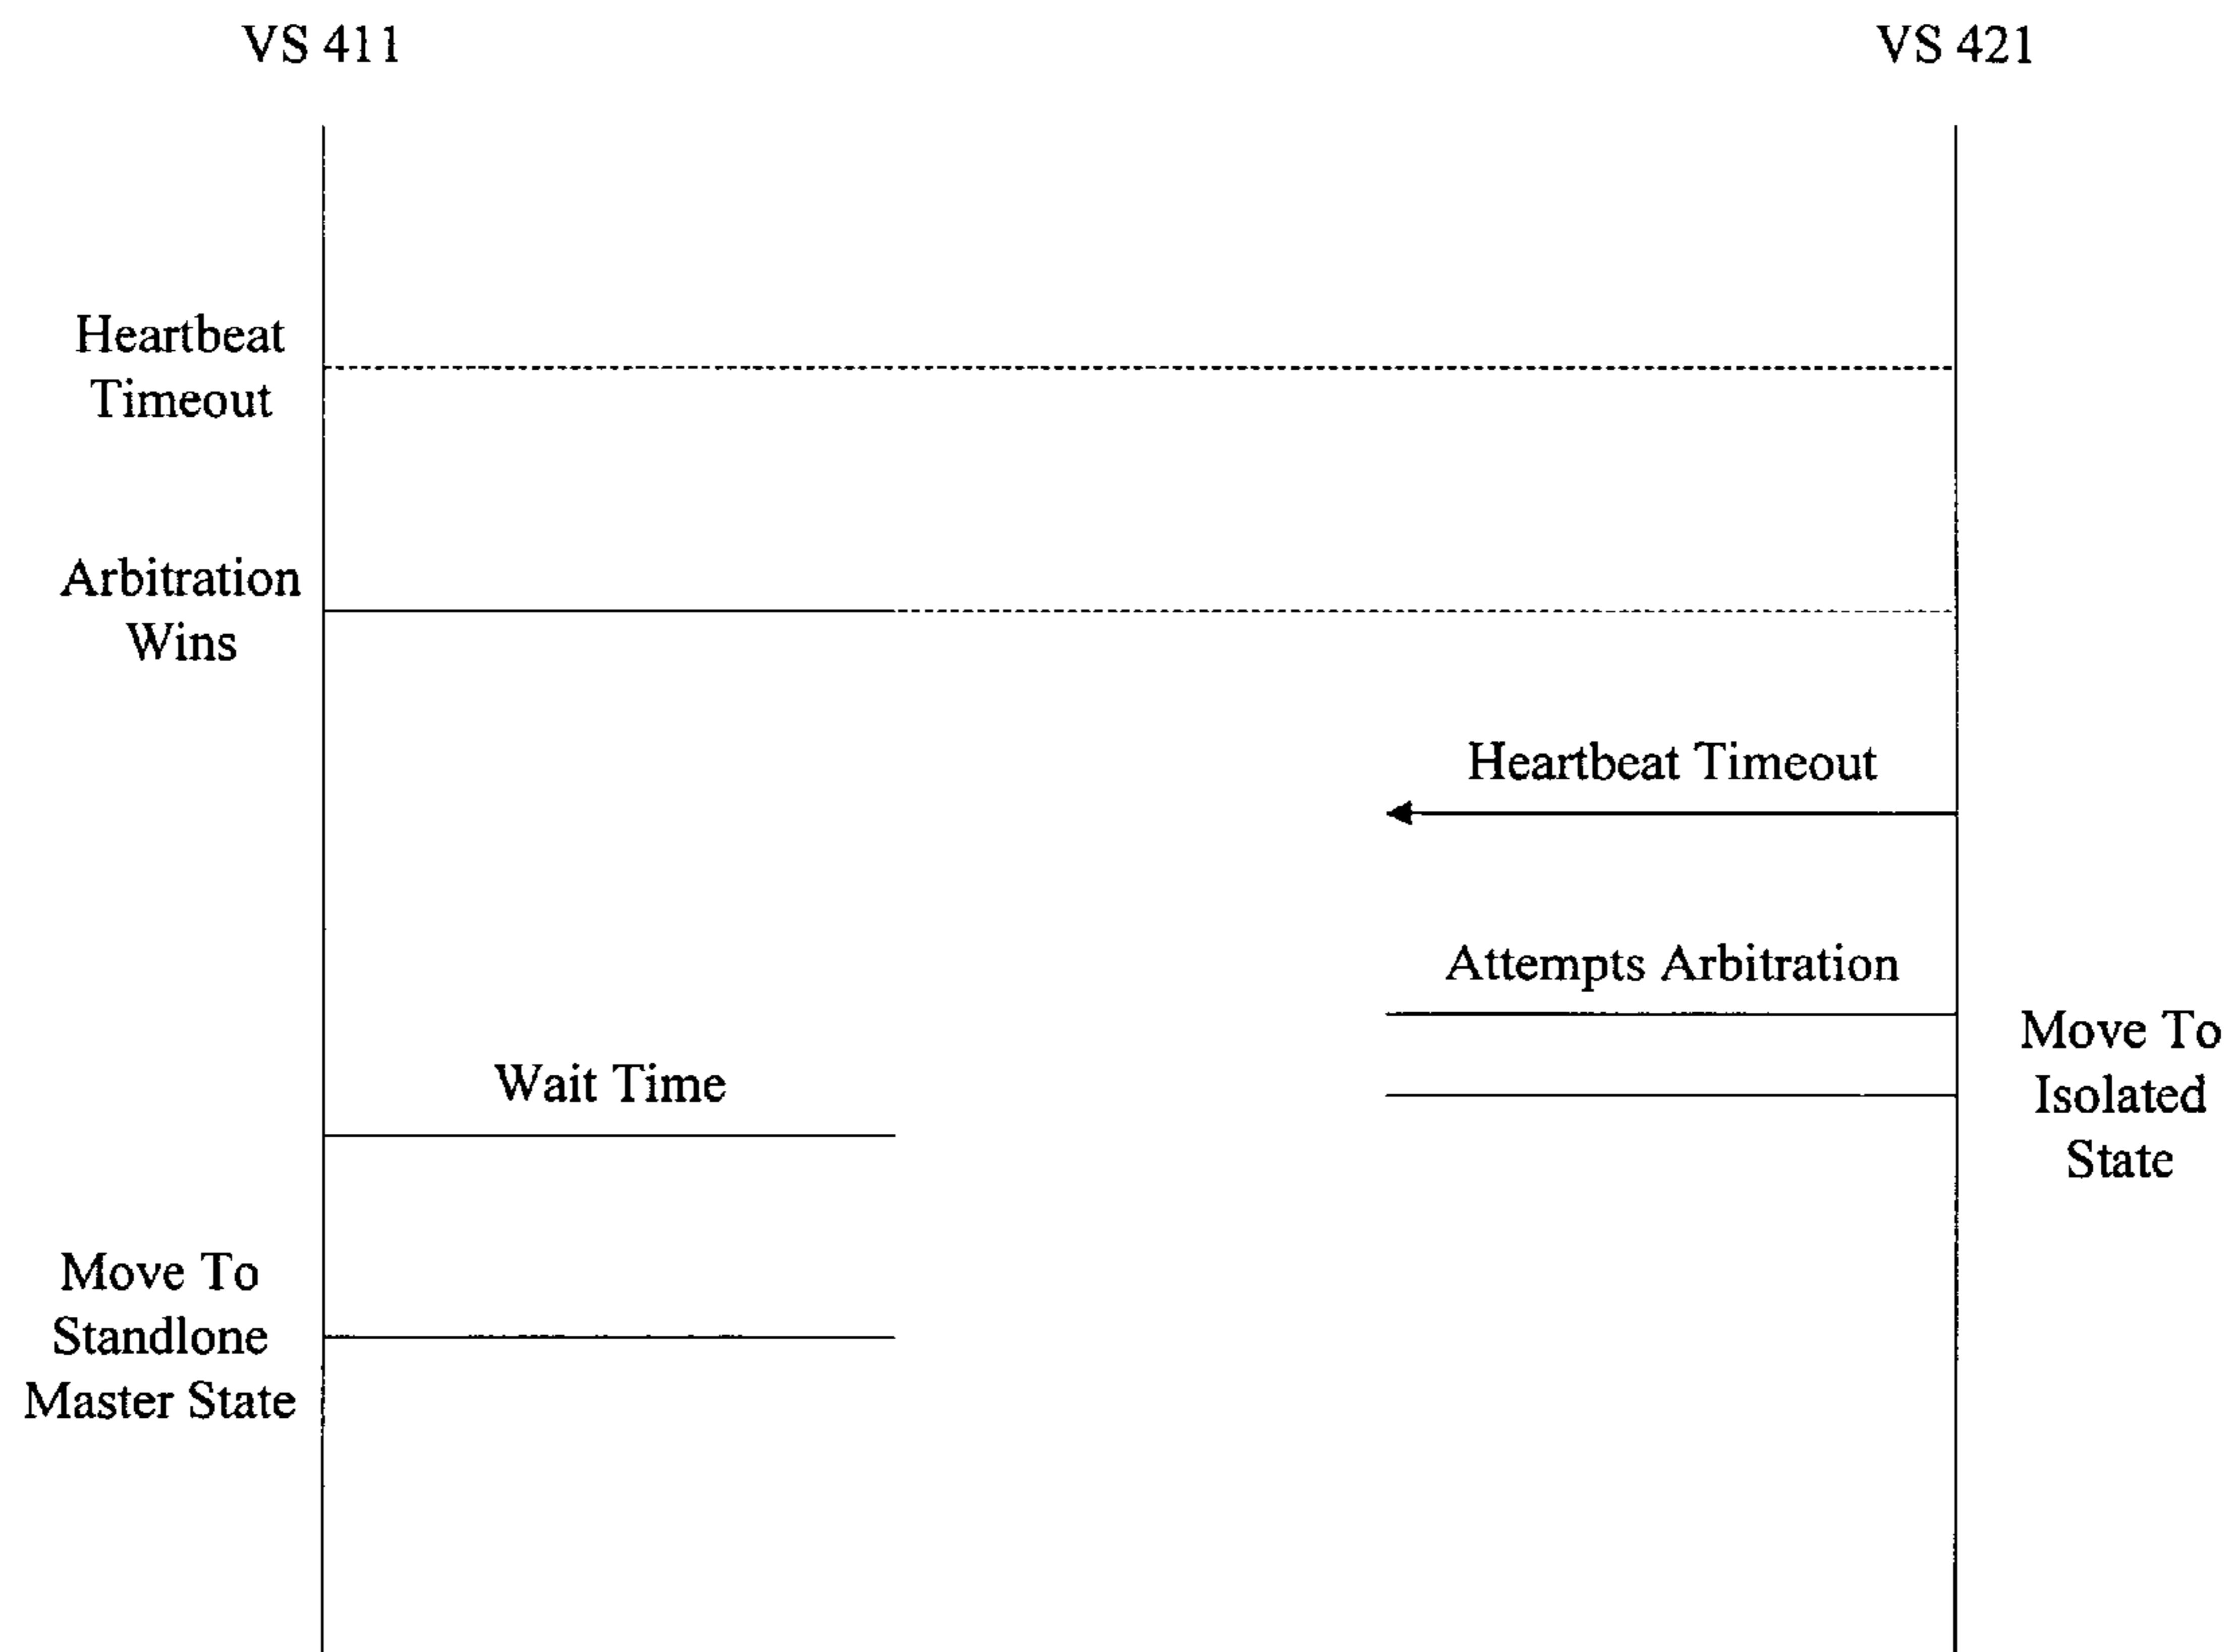 VS 411
VS 421
Heartbeat
Timeout
Arbitration
Wins
Heartbeat Timeout
Attempts Arbitration
Move To
Isolated
State
Wait Time
Move To
Standlone
Master State